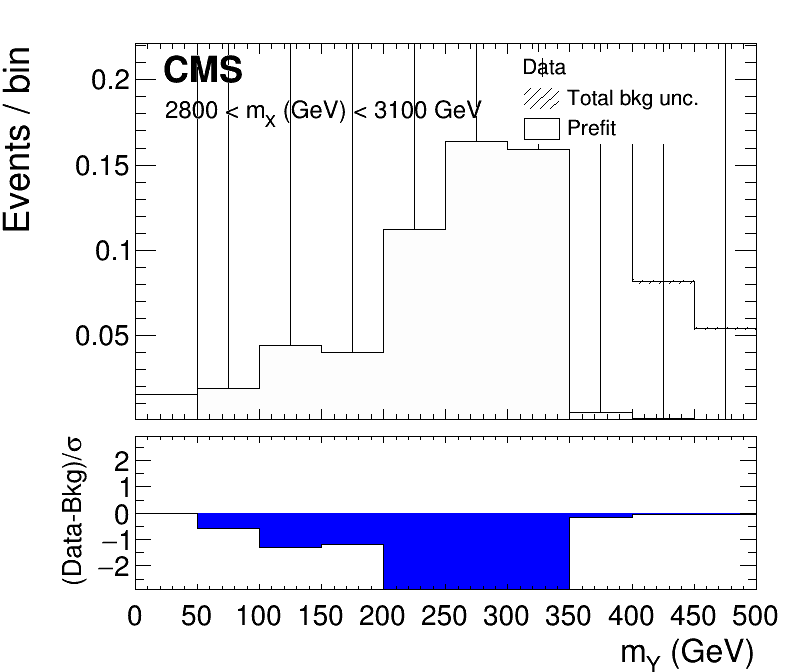 CMS
2800 < mX (GeV) < 3100 GeV
Data
Total bkg unc.
Prefit
Events / bin
0.2
0.15
0.1
0.05
(Data-Bkg)/σ
2
1
0
−1
−2
0 50 100 150 200 250 300 350 400 450 500
mY (GeV)